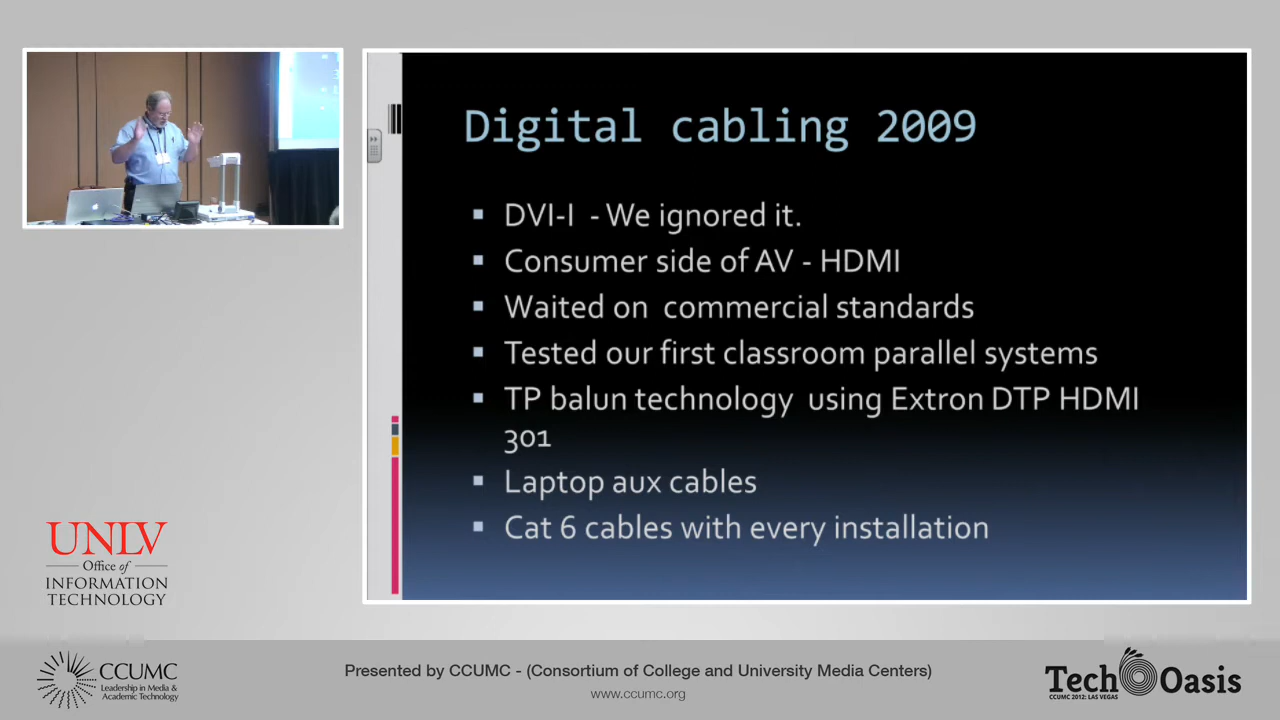 Digital cabling 2009
DVI-I - We ignored it.
Consumer side of AV - HDMI
Waited on commercial standards
Tested our first classroom parallel systems
TP balun technology using Extron DTP HDMI
301
Laptop aux cables
Cat 6 cables with every installation
UNLV
Office of
INFORMATION
TECHNOLOGY
CCUMC
Leadership in Media &
Academic Technology
Presented by CCUMC - (Consortium of College and University Media Centers)
www.ccumc.org
Tech Oasis
CCUMC 2012: LAS VEGAS